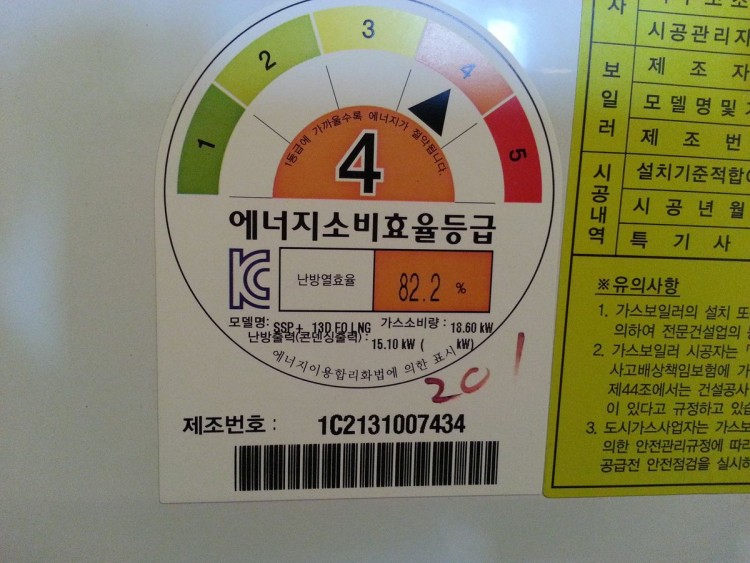 1
2
3
4
5
1등급에 가까울수록 에너지가 절약됩니다.
4
에너지소비효율등급
난방열효율
82.2 %
모델명: SSP+ 13D F0 LNG 가스소비량 : 18.60 kW
난방출력(콘덴싱출력) : 15.10 kW ( kW)
에너지이용합리화법에 의한 표시
201
제조번호 : 1C2131007434
자
시공관리자
보일러
제 조 자
모델명 및
제 조 번
시공내역
설치기준적합
시 공 년 월
특 기 사
※유의사항
1. 가스보일러의 설치 또
의하여 전문건설업의
2. 가스보일러 시공자는
사고배상책임보험에 가
제44조에서는 건설공사
이 있다고 규정하고
3. 도시가스사업자는 가스보
의한 안전관리규정에 따라
공급전 안전점검을 실시하